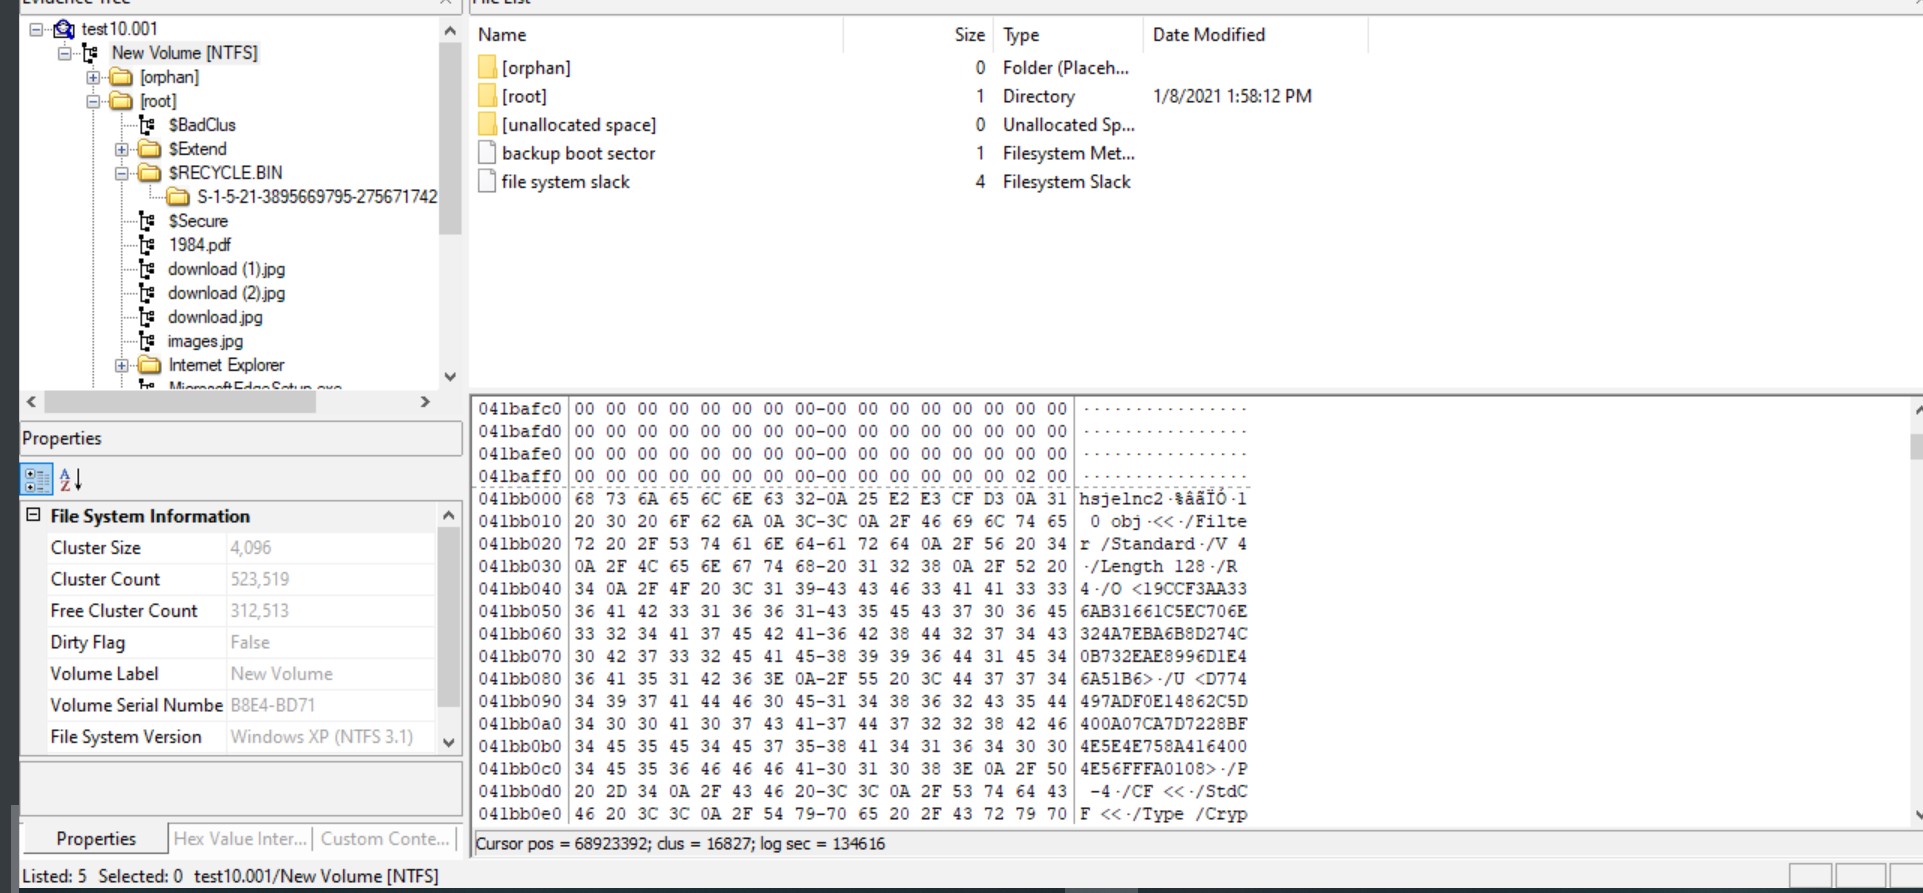 Evidence Tree
test10.001
New Volume [NTFS]
[orphan]
[root]
$BadClus
$Extend
$RECYCLE.BIN
S-1-5-21-3895669795-275671742
$Secure
1984.pdf
download (1).jpg
download (2).jpg
download.jpg
images.jpg
Internet Explorer
MicrosoftEdgeSetup.exe
Properties
File System Information
Cluster Size 4,096
Cluster Count 523,519
Free Cluster Count 312,513
Dirty Flag False
Volume Label New Volume
Volume Serial Numbe B8E4-BD71
File System Version Windows XP (NTFS 3.1)
Properties Hex Value Inter... Custom Conte...
File List
Name Size Type Date Modified
[orphan] 0 Folder (Placeh...
[root] 1 Directory 1/8/2021 1:58:12 PM
[unallocated space] 0 Unallocated Sp...
backup boot sector 1 Filesystem Met...
file system slack 4 Filesystem Slack
041bafc0 00 00 00 00 00 00 00 00-00 00 00 00 00 00 00 00 ················
041bafd0 00 00 00 00 00 00 00 00-00 00 00 00 00 00 00 00 ················
041bafe0 00 00 00 00 00 00 00 00-00 00 00 00 00 00 00 00 ················
041baff0 00 00 00 00 00 00 00 00-00 00 00 00 00 00 02 00 ················
041bb000 68 73 6A 65 6C 6E 63 32-0A 25 E2 E3 CF D3 0A 31 hsjelnc2·%âãÏÓ·1
041bb010 20 30 20 6F 62 6A 0A 3C-3C 0A 2F 46 69 6C 74 65 0 obj·<<·/Filte
041bb020 72 20 2F 53 74 61 6E 64-61 72 64 0A 2F 56 20 34 r /Standard·/V 4
041bb030 0A 2F 4C 65 6E 67 74 68-20 31 32 38 0A 2F 52 20 ·/Length 128·/R
041bb040 34 0A 2F 4F 20 3C 31 39-43 43 46 33 41 41 33 33 4·/O <19CCF3AA33
041bb050 36 41 42 33 31 36 36 31-43 35 45 43 37 30 36 45 6AB31661C5EC706E
041bb060 33 32 34 41 37 45 42 41-36 42 38 44 32 37 34 43 324A7EBA6B8D274C
041bb070 30 42 37 33 32 45 41 45-38 39 39 36 44 31 45 34 0B732EAE8996D1E4
041bb080 36 41 35 31 42 36 3E 0A-2F 55 20 3C 44 37 37 34 6A51B6>·/U <D774
041bb090 34 39 37 41 44 46 30 45-31 34 38 36 32 43 35 44 497ADF0E14862C5D
041bb0a0 34 30 30 41 30 37 43 41-37 44 37 32 32 38 42 46 400A07CA7D7228BF
041bb0b0 34 45 35 45 34 45 37 35-38 41 34 31 36 34 30 30 4E5E4E758A416400
041bb0c0 34 45 35 36 46 46 46 41-30 31 30 38 3E 0A 2F 50 4E56FFFA0108>·/P
041bb0d0 20 2D 34 0A 2F 43 46 20-3C 3C 0A 2F 53 74 64 43 -4·/CF <<·/StdC
041bb0e0 46 20 3C 3C 0A 2F 54 79-70 65 20 2F 43 72 79 70 F <<·/Type /Cryp
Cursor pos = 68923392; clus = 16827; log sec = 134616
Listed: 5 Selected: 0 test10.001/New Volume [NTFS]